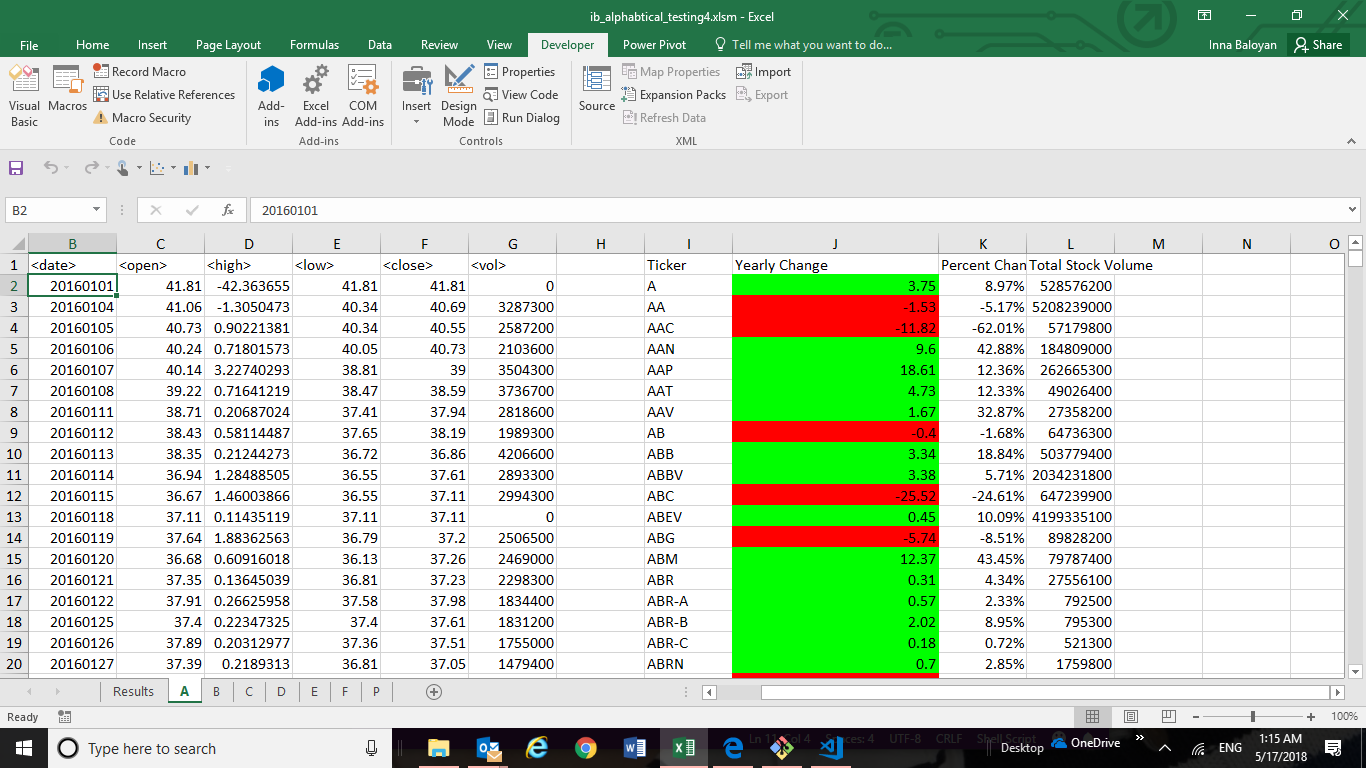 ib_alphabtical_testing4.xlsm - Excel
File Home Insert Page Layout Formulas Data Review View Developer Power Pivot Tell me what you want to do... Inna Baloyan Share
Visual Basic
Macros
Record Macro
Use Relative References
Macro Security
Code
Add-ins
Excel Add-ins
COM Add-ins
Add-ins
Insert
Design Mode
Properties
View Code
Run Dialog
Controls
Source
Map Properties
Expansion Packs
Refresh Data
Import
Export
XML
B2 fx 20160101
B C D E F G H I J K L M N O
1 <date> <open> <high> <low> <close> <vol> Ticker Yearly Change Percent Chan Total Stock Volume
2 20160101 41.81 -42.363655 41.81 41.81 0 A 3.75 8.97% 528576200
3 20160104 41.06 -1.3050473 40.34 40.69 3287300 AA -1.53 -5.17% 5208239000
4 20160105 40.73 0.90221381 40.34 40.55 2587200 AAC -11.82 -62.01% 57179800
5 20160106 40.24 0.71801573 40.05 40.73 2103600 AAN 9.6 42.88% 184809000
6 20160107 40.14 3.22740293 38.81 39 3504300 AAP 18.61 12.36% 262665300
7 20160108 39.22 0.71641219 38.47 38.59 3736700 AAT 4.73 12.33% 49026400
8 20160111 38.71 0.20687024 37.41 37.94 2818600 AAV 1.67 32.87% 27358200
9 20160112 38.43 0.58114487 37.65 38.19 1989300 AB -0.4 -1.68% 64736300
10 20160113 38.35 0.21244273 36.72 36.86 4206600 ABB 3.34 18.84% 503779400
11 20160114 36.94 1.28488505 36.55 37.61 2893300 ABBV 3.38 5.71% 2034231800
12 20160115 36.67 1.46003866 36.55 37.11 2994300 ABC -25.52 -24.61% 647239900
13 20160118 37.11 0.11435119 37.11 37.11 0 ABEV 0.45 10.09% 4199335100
14 20160119 37.64 1.88362563 36.79 37.2 2506500 ABG -5.74 -8.51% 89828200
15 20160120 36.68 0.60916018 36.13 37.26 2469000 ABM 12.37 43.45% 79787400
16 20160121 37.35 0.13645039 36.81 37.23 2298300 ABR 0.31 4.34% 27556100
17 20160122 37.91 0.26625958 37.58 37.98 1834400 ABR-A 0.57 2.33% 792500
18 20160125 37.4 0.22347325 37.4 37.61 1831200 ABR-B 2.02 8.95% 795300
19 20160126 37.89 0.20312977 37.36 37.51 1755000 ABR-C 0.18 0.72% 521300
20 20160127 37.39 0.2189313 36.81 37.05 1479400 ABRN 0.7 2.85% 1759800
Results A B C D E F P
Ready 100%
Type here to search
Ln 11, Col 4 Spaces: 4 UTF-8 CRLF Shell Script
Desktop OneDrive ENG 1:15 AM
5/17/2018